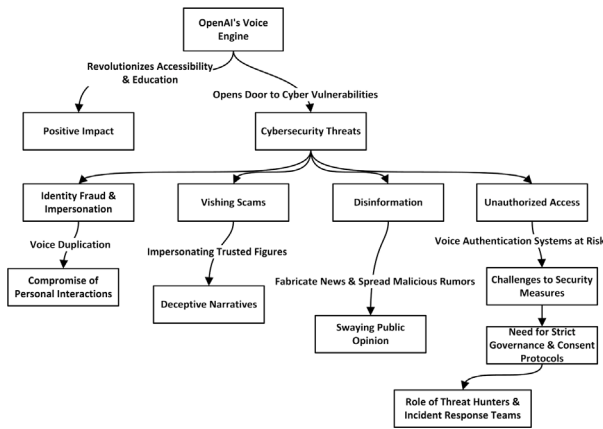 OpenAI's Voice
Engine
Revolutionizes Accessibility
& Education
Opens Door to Cyber Vulnerabilities
Positive Impact
Cybersecurity Threats
Identity Fraud &
Impersonation
Vishing Scams
Disinformation
Unauthorized Access
Voice Duplication
Impersonating Trusted Figures
Voice Authentication Systems at Risk
Compromise of
Personal Interactions
Deceptive Narratives
Fabricate News & Spread Malicious Rumors
Challenges to Security
Measures
Swaying Public
Opinion
Need for Strict
Governance & Consent
Protocols
Role of Threat Hunters &
Incident Response Teams